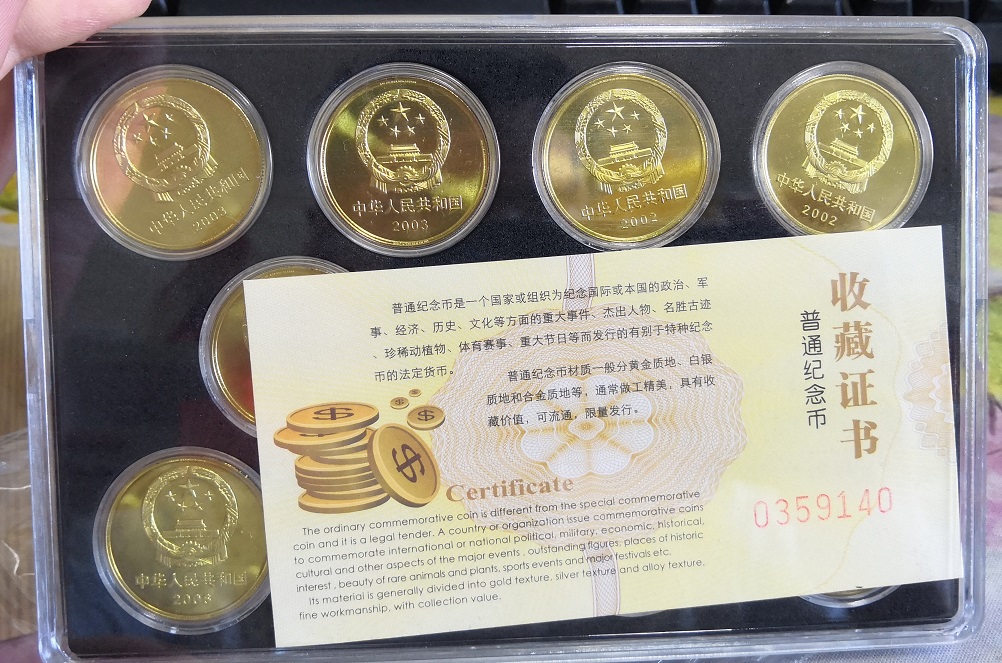 中华人民共和国
2003
中华人民共和国
2003
中华人民共和国
2002
中华人民共和国
2002
普通纪念币是一个国家或组织为纪念国际或本国的政治、军
事、经济、历史、文化等方面的重大事件、杰出人物、名胜古迹
、珍稀动植物、体育赛事、重大节日等而发行的有别于特种纪念
币的法定货币。
普通纪念币材质一般分黄金质地、白银
质地和合金质地等，通常做工精美，具有收
藏价值，可流通，限量发行。
收藏证书
普通纪念币
Certificate
The ordinary commemorative coin is different from the special commemorative
coin and it is a legal tender. A country or organization issue commemorative coins
to commemorate international or national political, military, economic, historical,
cultural and other aspects of the major events , outstanding figures, places of historic
interest , beauty of rare animals and plants, sports events and major festivals etc.
Its material is generally divided into gold texture, silver texture and alloy texture,
fine workmanship, with collection value.
0359140
中华人民共和国
2003